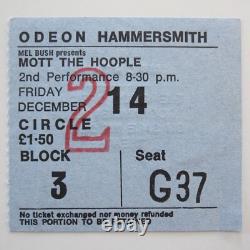 ODEON HAMMERSMITH
MEL BUSH presents
MOTT THE HOOPLE
2nd Performance 8-30 p.m.
FRIDAY
DECEMBER 14
2
CIRCLE
£1·50
BLOCK Seat
3 G37
No ticket exchanged nor money refunded
THIS PORTION TO BE RETAINED